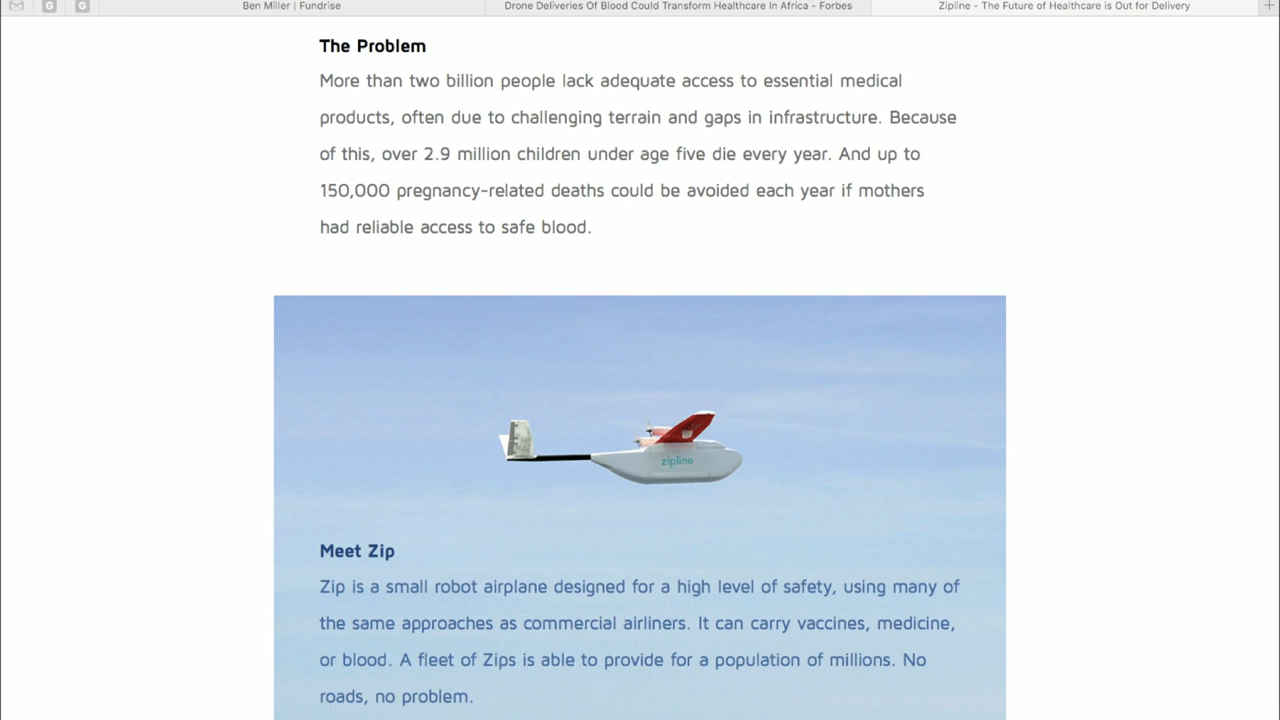 Ben Miller | Fundrise
Drone Deliveries Of Blood Could Transform Healthcare In Africa - Forbes
Zipline - The Future of Healthcare is Out for Delivery
G
G
The Problem
More than two billion people lack adequate access to essential medical
products, often due to challenging terrain and gaps in infrastructure. Because
of this, over 2.9 million children under age five die every year. And up to
150,000 pregnancy-related deaths could be avoided each year if mothers
had reliable access to safe blood.
zipline
Meet Zip
Zip is a small robot airplane designed for a high level of safety, using many of
the same approaches as commercial airliners. It can carry vaccines, medicine,
or blood. A fleet of Zips is able to provide for a population of millions. No
roads, no problem.